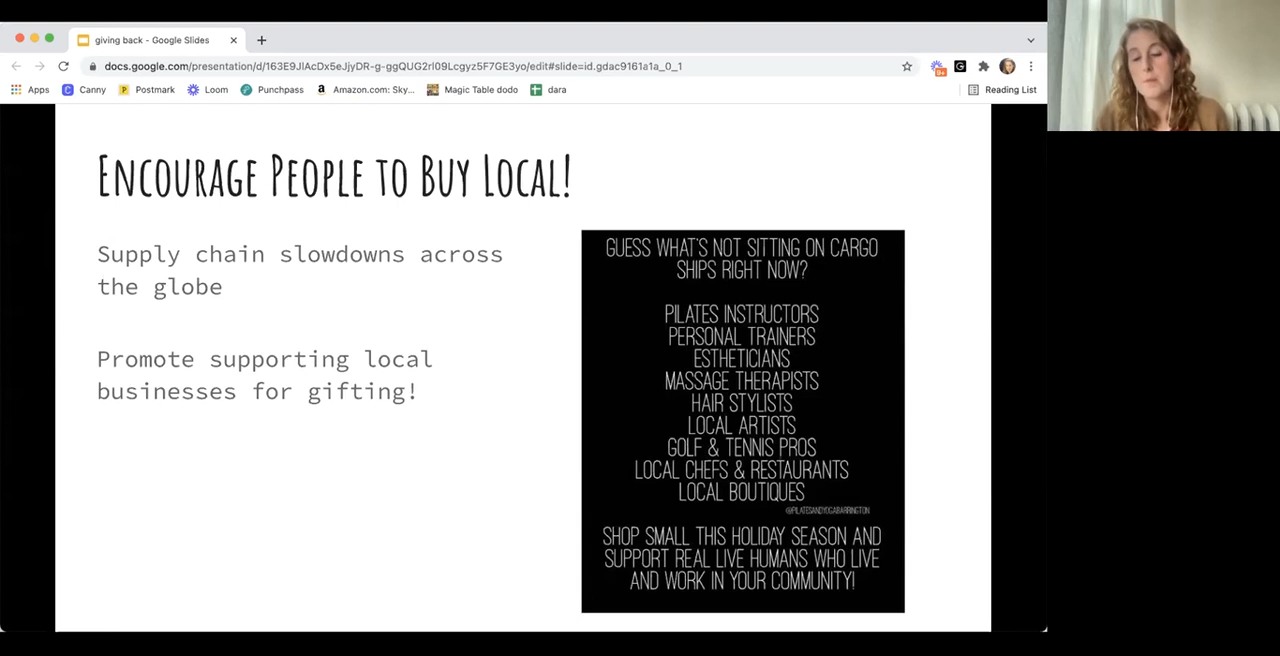 giving back - Google Slides
docs.google.com/presentation/d/163E9JlAcDx5eJjyDR-g-ggQUG2rl09Lcgyz5F7GE3yo/edit#slide=id.gdac9161a1a_0_1
9+
Apps Canny Postmark Loom Punchpass Amazon.com: Sky... Magic Table dodo dara Reading List
Encourage People to Buy Local!
Supply chain slowdowns across
the globe
Promote supporting local
businesses for gifting!
GUESS WHAT'S NOT SITTING ON CARGO
SHIPS RIGHT NOW?
PILATES INSTRUCTORS
PERSONAL TRAINERS
ESTHETICIANS
MASSAGE THERAPISTS
HAIR STYLISTS
LOCAL ARTISTS
GOLF & TENNIS PROS
LOCAL CHEFS & RESTAURANTS
LOCAL BOUTIQUES
@PILATESANDYOGABARRINGTON
SHOP SMALL THIS HOLIDAY SEASON AND
SUPPORT REAL LIVE HUMANS WHO LIVE
AND WORK IN YOUR COMMUNITY!